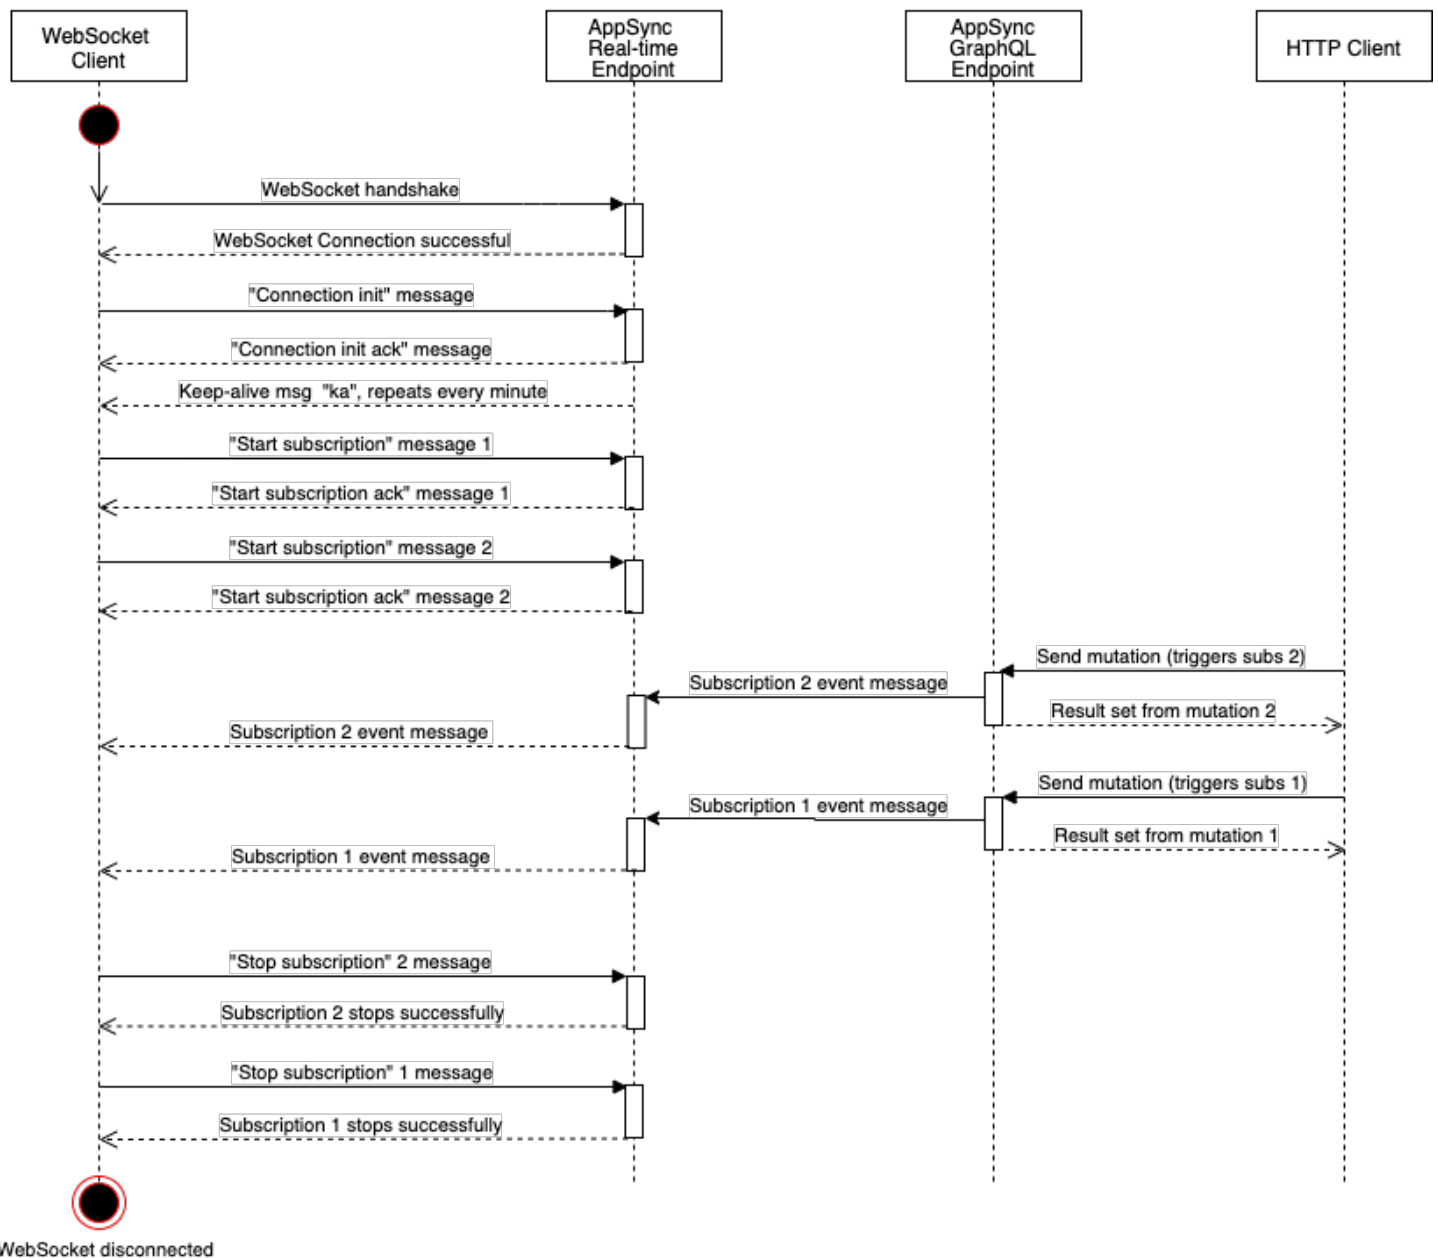 WebSocket
Client
AppSync
Real-time
Endpoint
AppSync
GraphQL
Endpoint
HTTP Client
WebSocket handshake
WebSocket Connection successful
"Connection init" message
"Connection init ack" message
Keep-alive msg "ka", repeats every minute
"Start subscription" message 1
"Start subscription ack" message 1
"Start subscription" message 2
"Start subscription ack" message 2
Send mutation (triggers subs 2)
Subscription 2 event message
Result set from mutation 2
Subscription 2 event message
Send mutation (triggers subs 1)
Subscription 1 event message
Result set from mutation 1
Subscription 1 event message
"Stop subscription" 2 message
Subscription 2 stops successfully
"Stop subscription" 1 message
Subscription 1 stops successfully
WebSocket disconnected